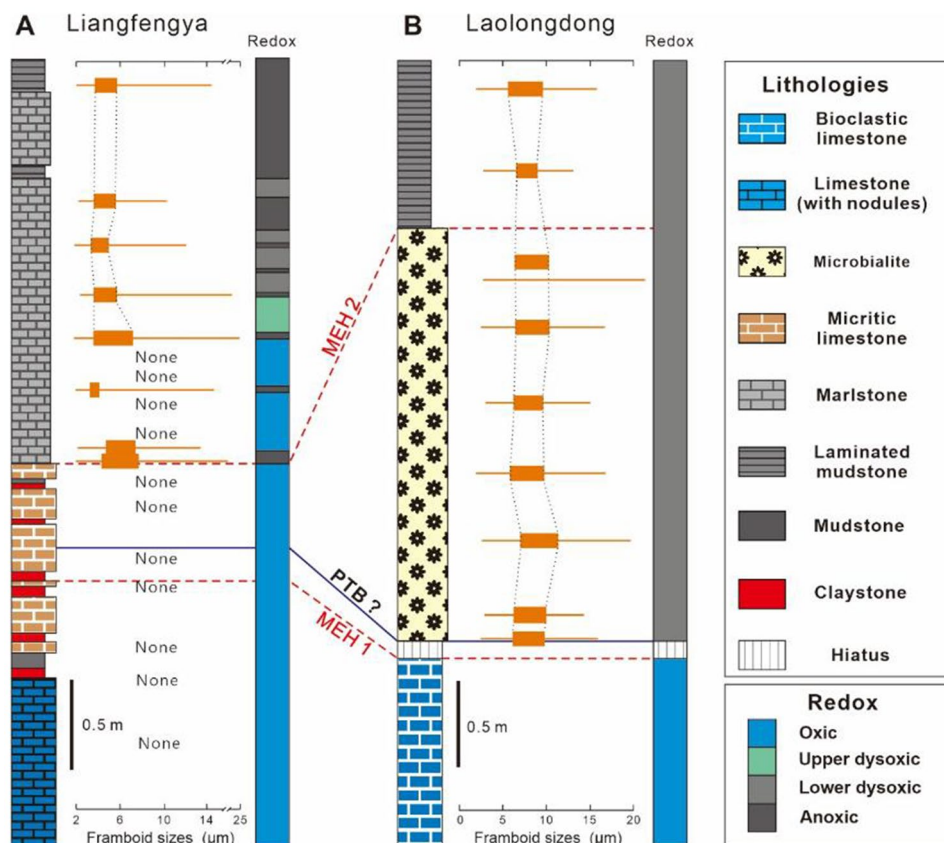 A Liangfengya
Redox
None
None
None
None
None
None
None
None
None
None
None
0.5 m
2 6 10 14 25
Framboid sizes (μm)
MEH 2
PTB ?
MEH 1
B Laolongdong
Redox
0.5 m
0 5 10 15 20
Framboid sizes (μm)
Lithologies
Bioclastic
limestone
Limestone
(with nodules)
Microbialite
Micritic
limestone
Marlstone
Laminated
mudstone
Mudstone
Claystone
Hiatus
Redox
Oxic
Upper dysoxic
Lower dysoxic
Anoxic